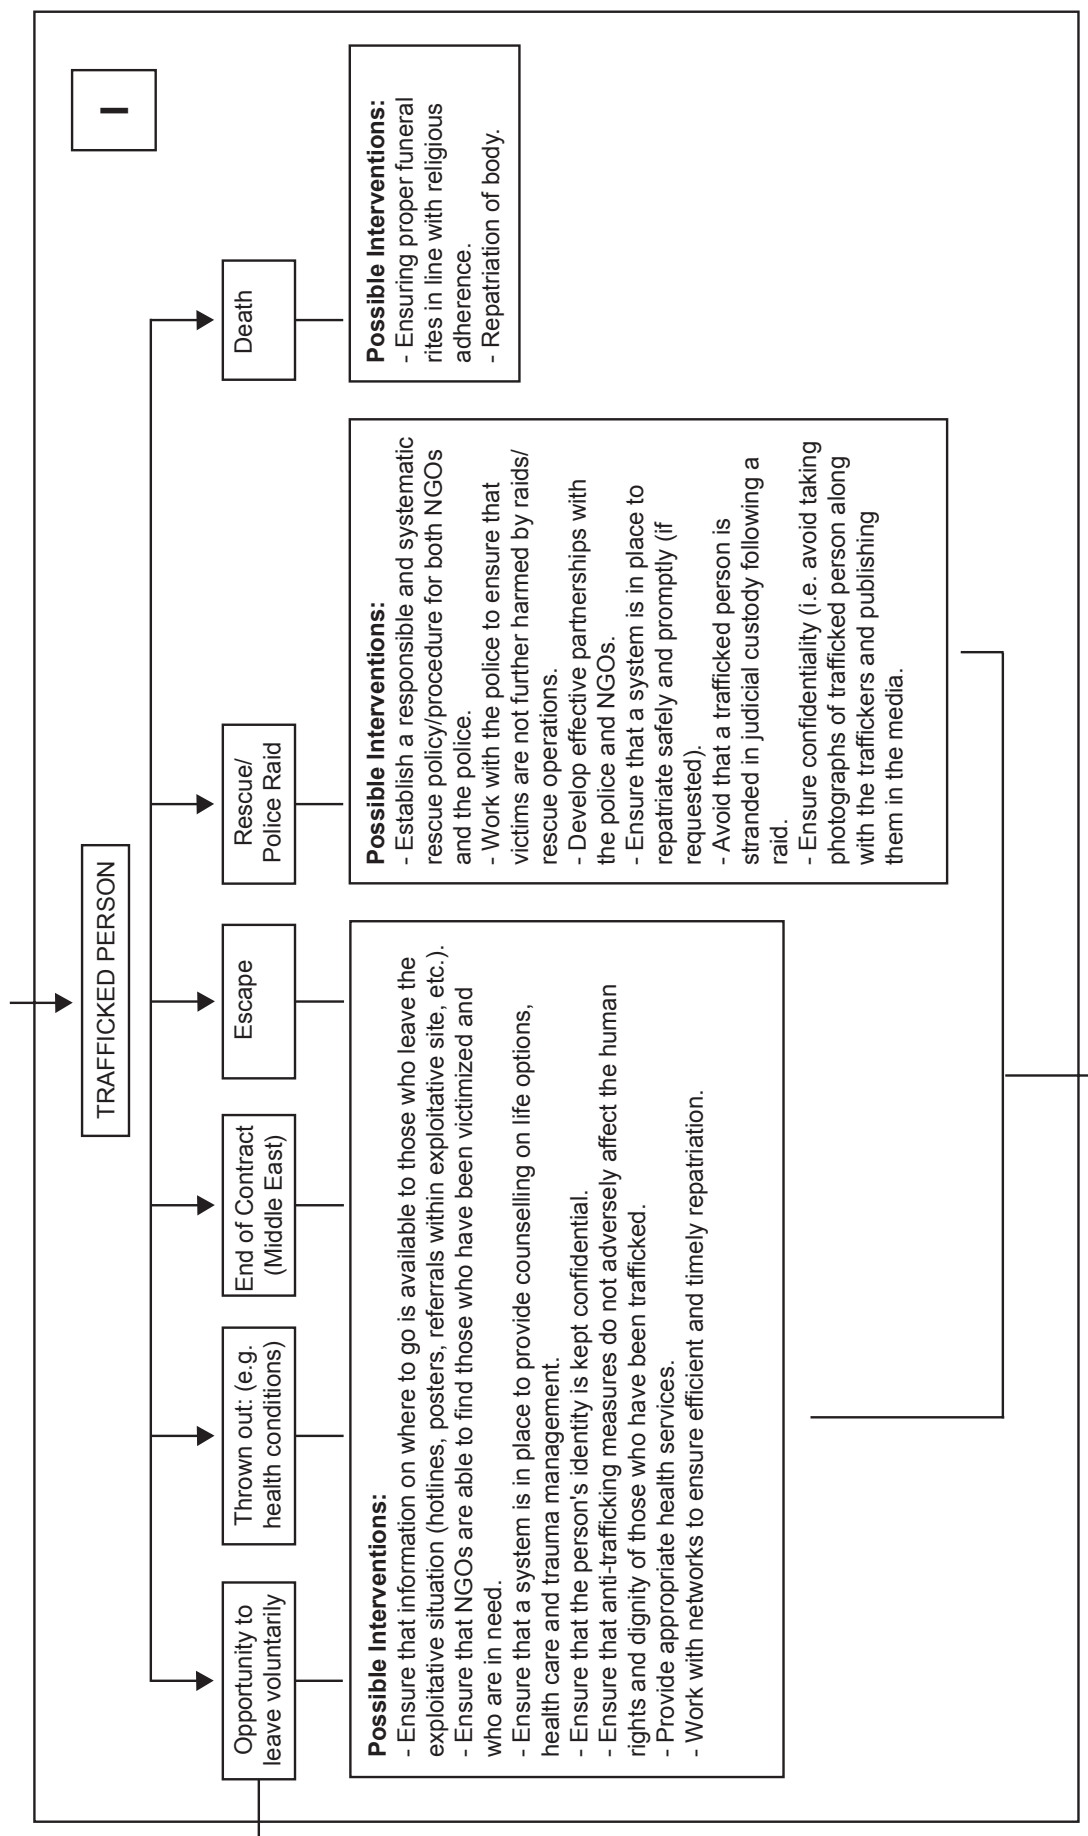 I
TRAFFICKED PERSON
Opportunity to
leave voluntarily
Thrown out: (e.g.
health conditions)
End of Contract
(Middle East)
Escape
Rescue/
Police Raid
Death
Possible Interventions:
- Ensure that information on where to go is available to those who leave the
exploitative situation (hotlines, posters, referrals within exploitative site, etc.).
- Ensure that NGOs are able to find those who have been victimized and
who are in need.
- Ensure that a system is in place to provide counselling on life options,
health care and trauma management.
- Ensure that the person's identity is kept confidential.
- Ensure that anti-trafficking measures do not adversely affect the human
rights and dignity of those who have been trafficked.
- Provide appropriate health services.
- Work with networks to ensure efficient and timely repatriation.
Possible Interventions:
- Establish a responsible and systematic
rescue policy/procedure for both NGOs
and the police.
- Work with the police to ensure that
victims are not further harmed by raids/
rescue operations.
- Develop effective partnerships with
the police and NGOs.
- Ensure that a system is in place to
repatriate safely and promptly (if
requested).
- Avoid that a trafficked person is
stranded in judicial custody following a
raid.
- Ensure confidentiality (i.e. avoid taking
photographs of trafficked person along
with the traffickers and publishing
them in the media.
Possible Interventions:
- Ensuring proper funeral
rites in line with religious
adherence.
- Repatriation of body.